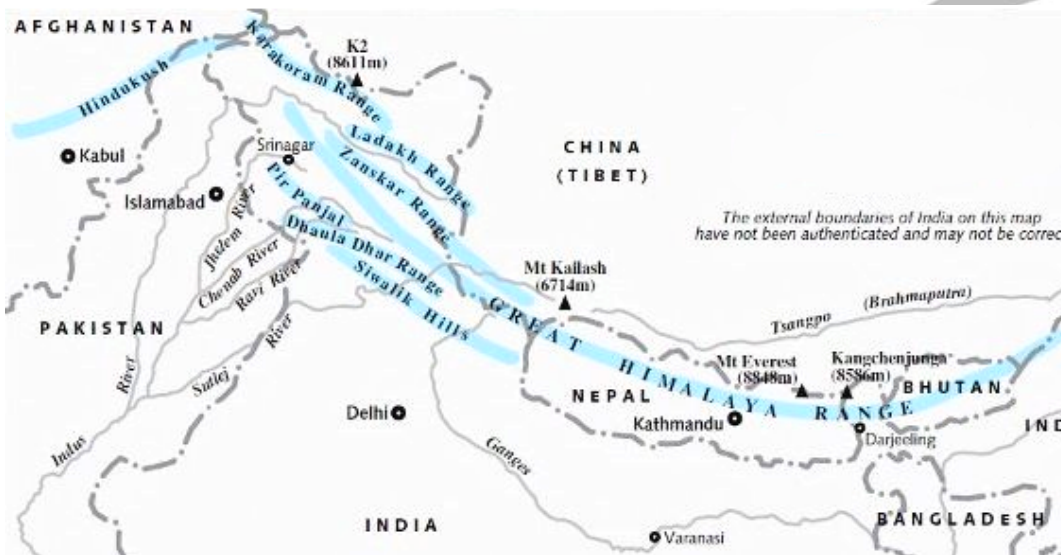 AFGHANISTAN
Hindukush
Karakoram Range
K2
(8611m)
Kabul
Islamabad
Srinagar
Ladakh Range
Zanskar Range
Pir Panjal
Dhaula Dhar Range
Siwalik Hills
Jhelem River
Chenab River
Ravi River
CHINA
(TIBET)
The external boundaries of India on this map
have not been authenticated and may not be correc
Mt Kailash
(6714m)
GREAT HIMALAYA RANGE
Tsangpo (Brahmaputra)
PAKISTAN
Indus River
Sutlej River
Delhi
NEPAL
Kathmandu
Mt Everest
(8848m)
Kangchenjunga
(8586m)
BHUTAN
Darjeeling
IND
Ganges
INDIA
Varanasi
BANGLADESH